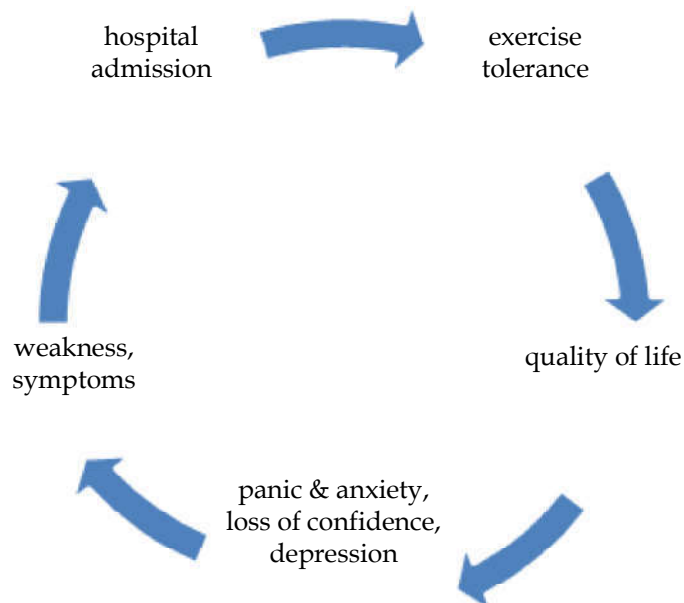 hospital
admission
exercise
tolerance
quality of life
panic & anxiety,
loss of confidence,
depression
weakness,
symptoms